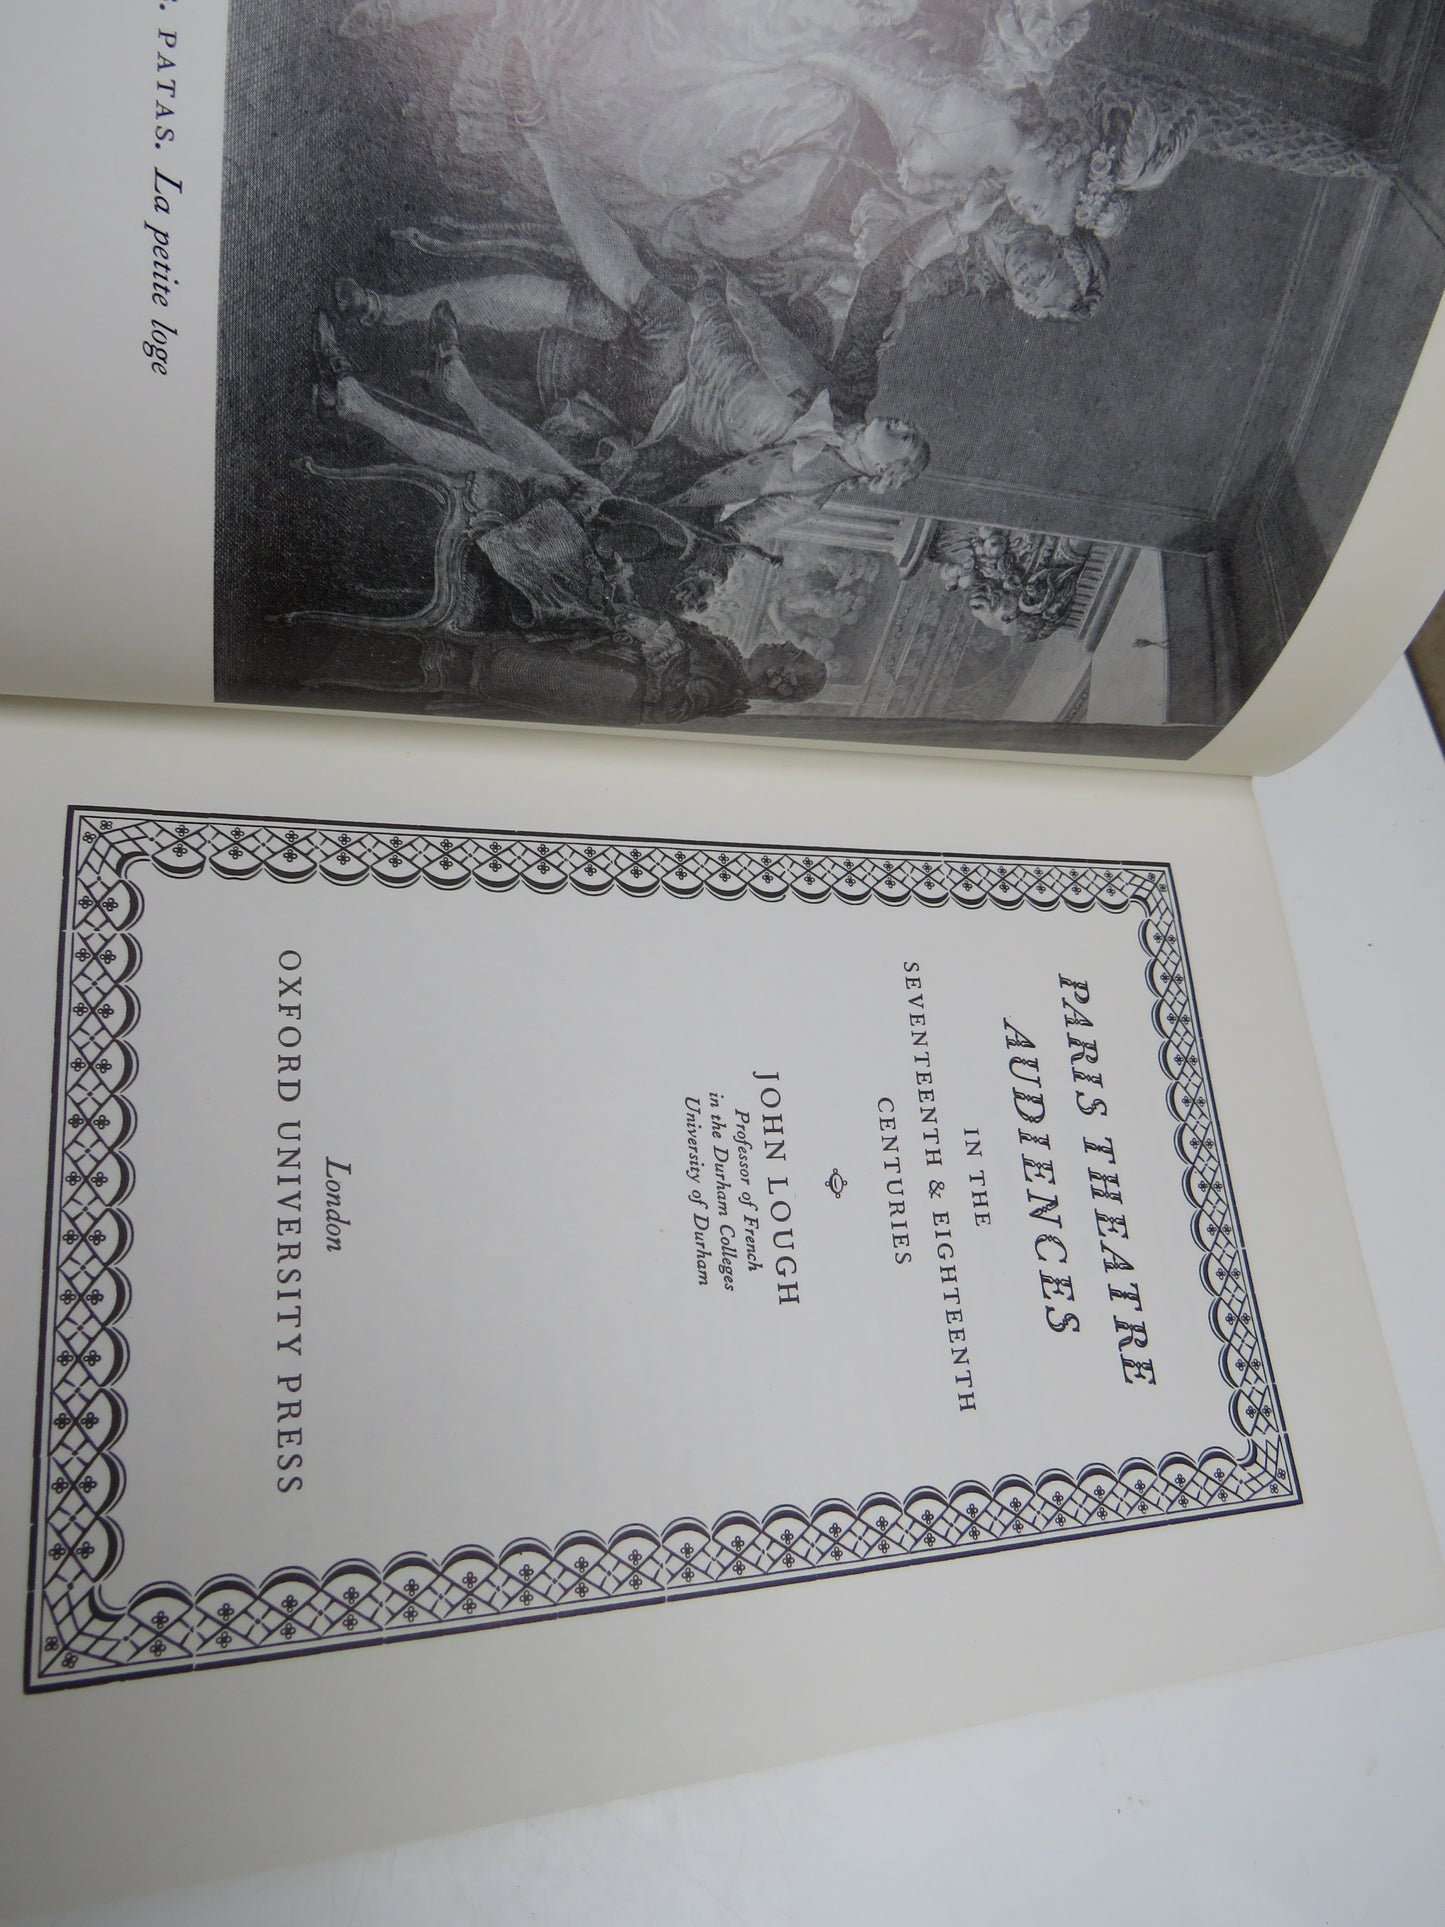 PATAS. La petite loge
PARIS THEATRE
AUDIENCES
IN THE
SEVENTEENTH & EIGHTEENTH
CENTURIES
JOHN LOUGH
Professor of French
in the Durham Colleges
University of Durham
London
OXFORD UNIVERSITY PRESS